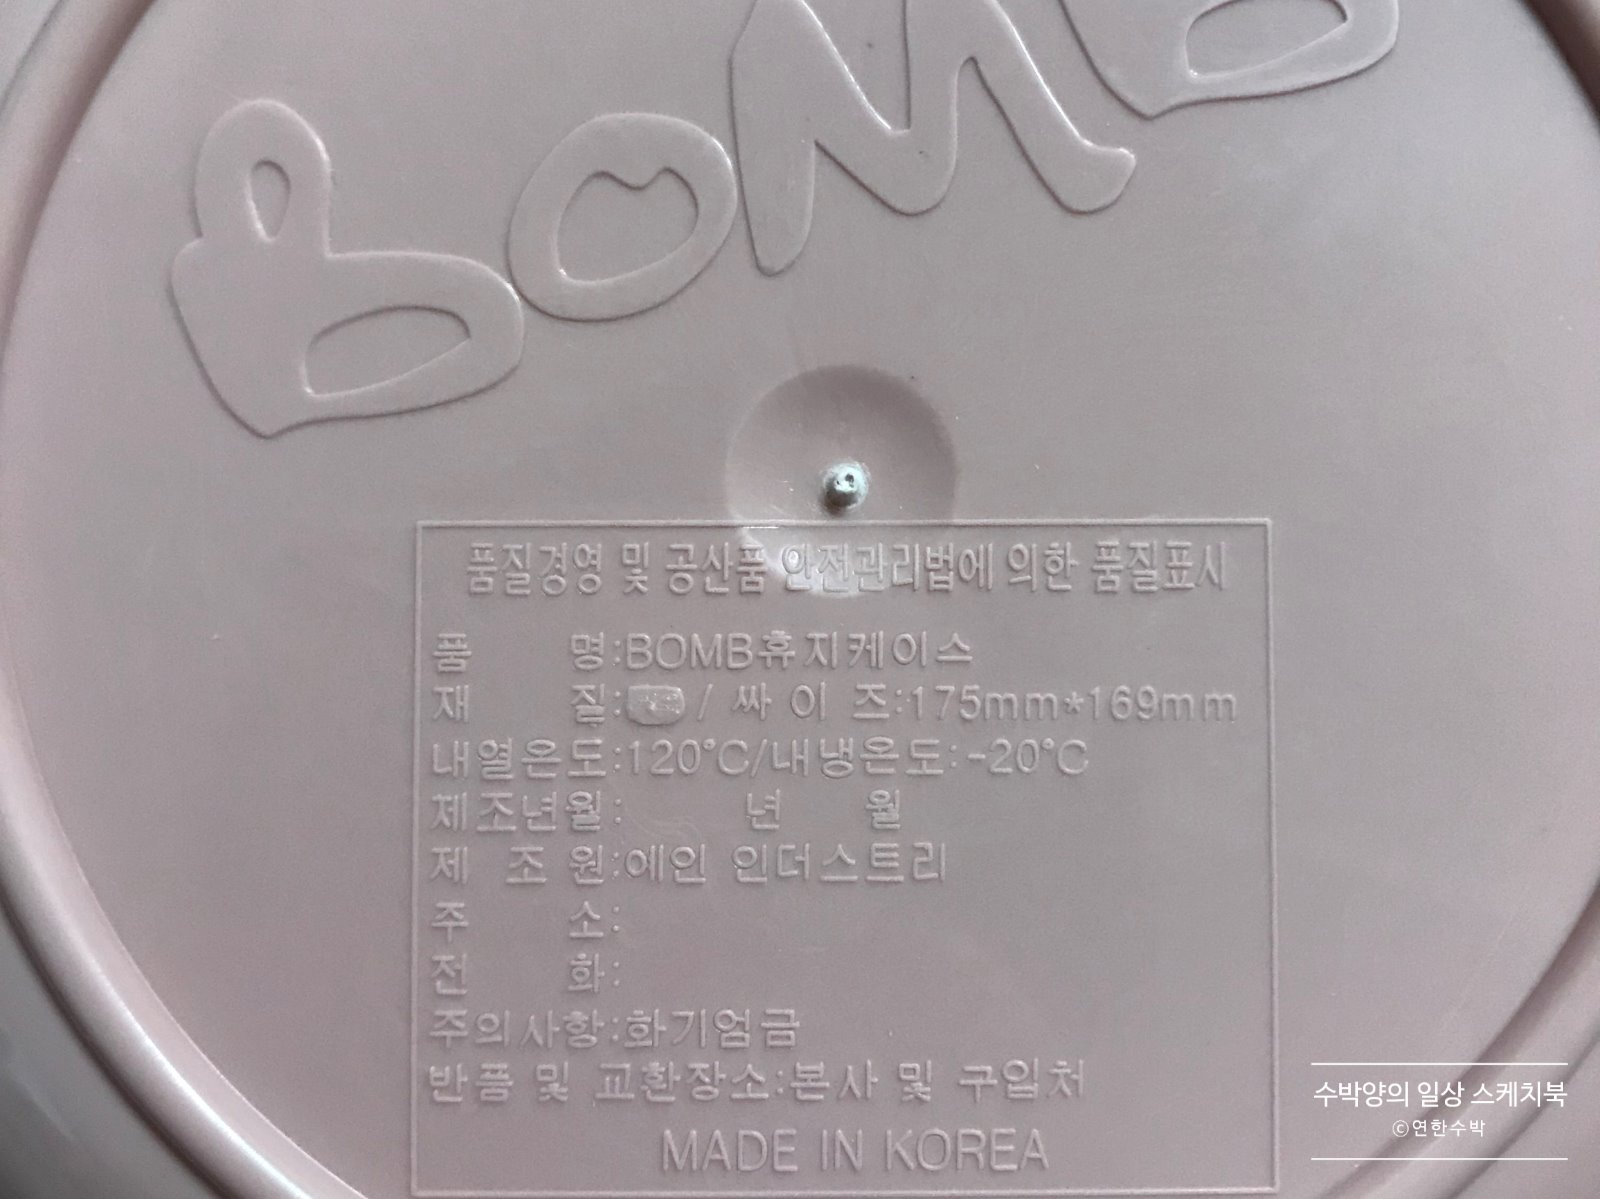 BOMB
품질경영 및 공산품 안전관리법에 의한 품질표시
품 명:BOMB휴지케이스
재 질: / 싸 이 즈:175mm*169mm
내열온도:120°C/내냉온도:-20°C
제조년월: 년 월
제 조 원:에인 인더스트리
주 소:
전 화:
주의사항:화기엄금
반품 및 교환장소:본사 및 구입처
MADE IN KOREA
수박양의 일상 스케치북
ⓒ연한수박